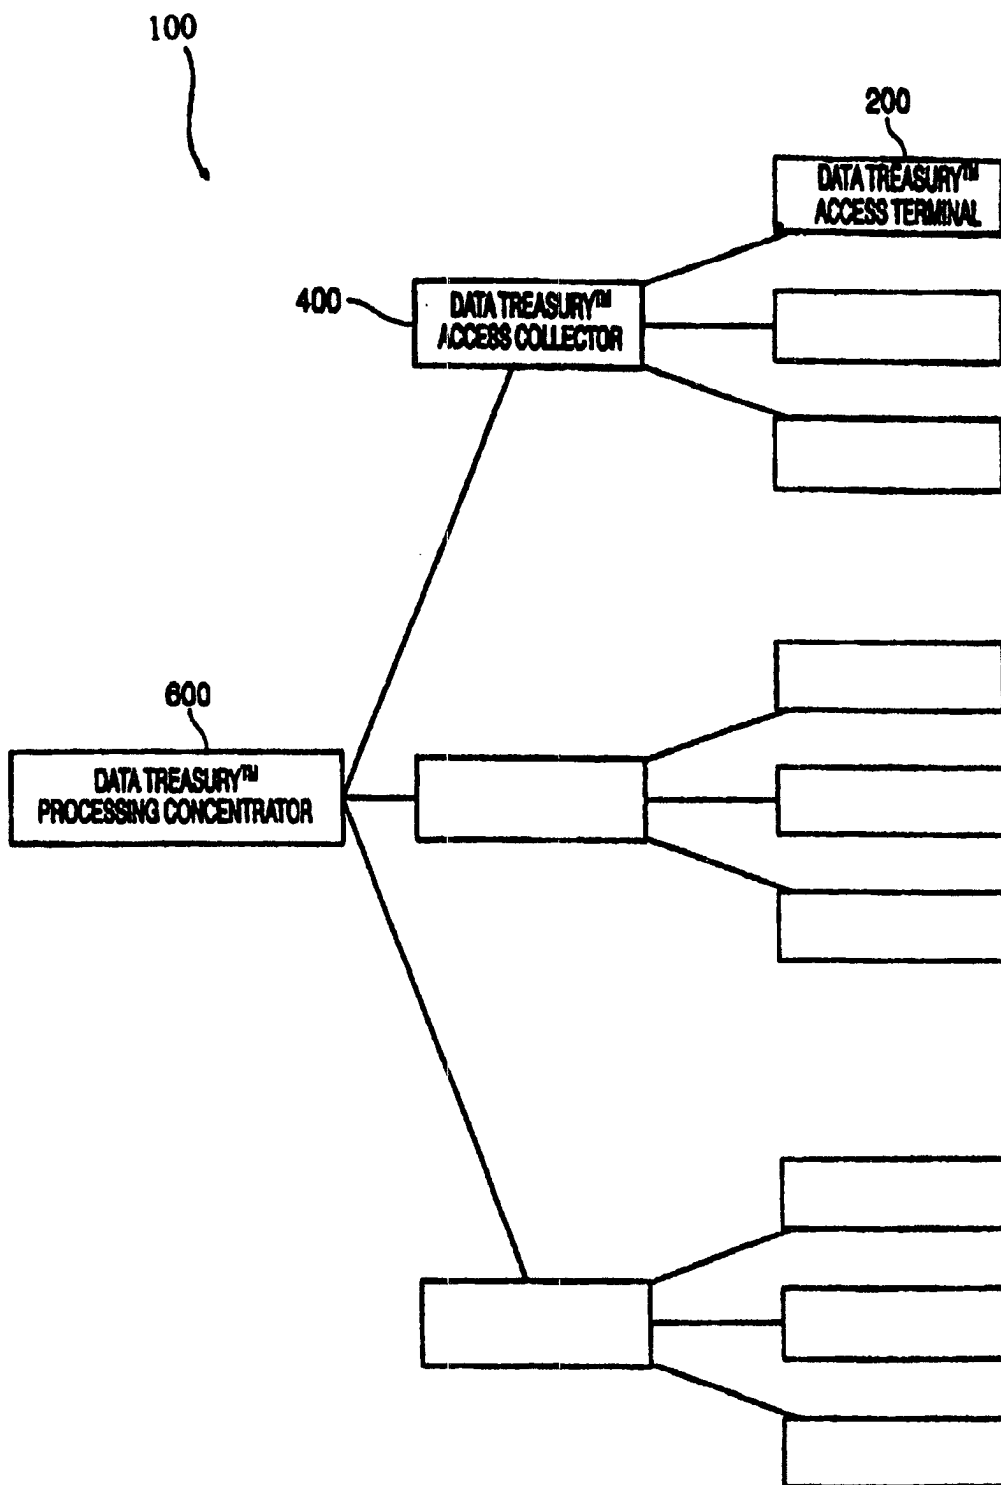 100
200
DATA TREASURY™
ACCESS TERMINAL
400
DATA TREASURY™
ACCESS COLLECTOR
600
DATA TREASURY™
PROCESSING CONCENTRATOR